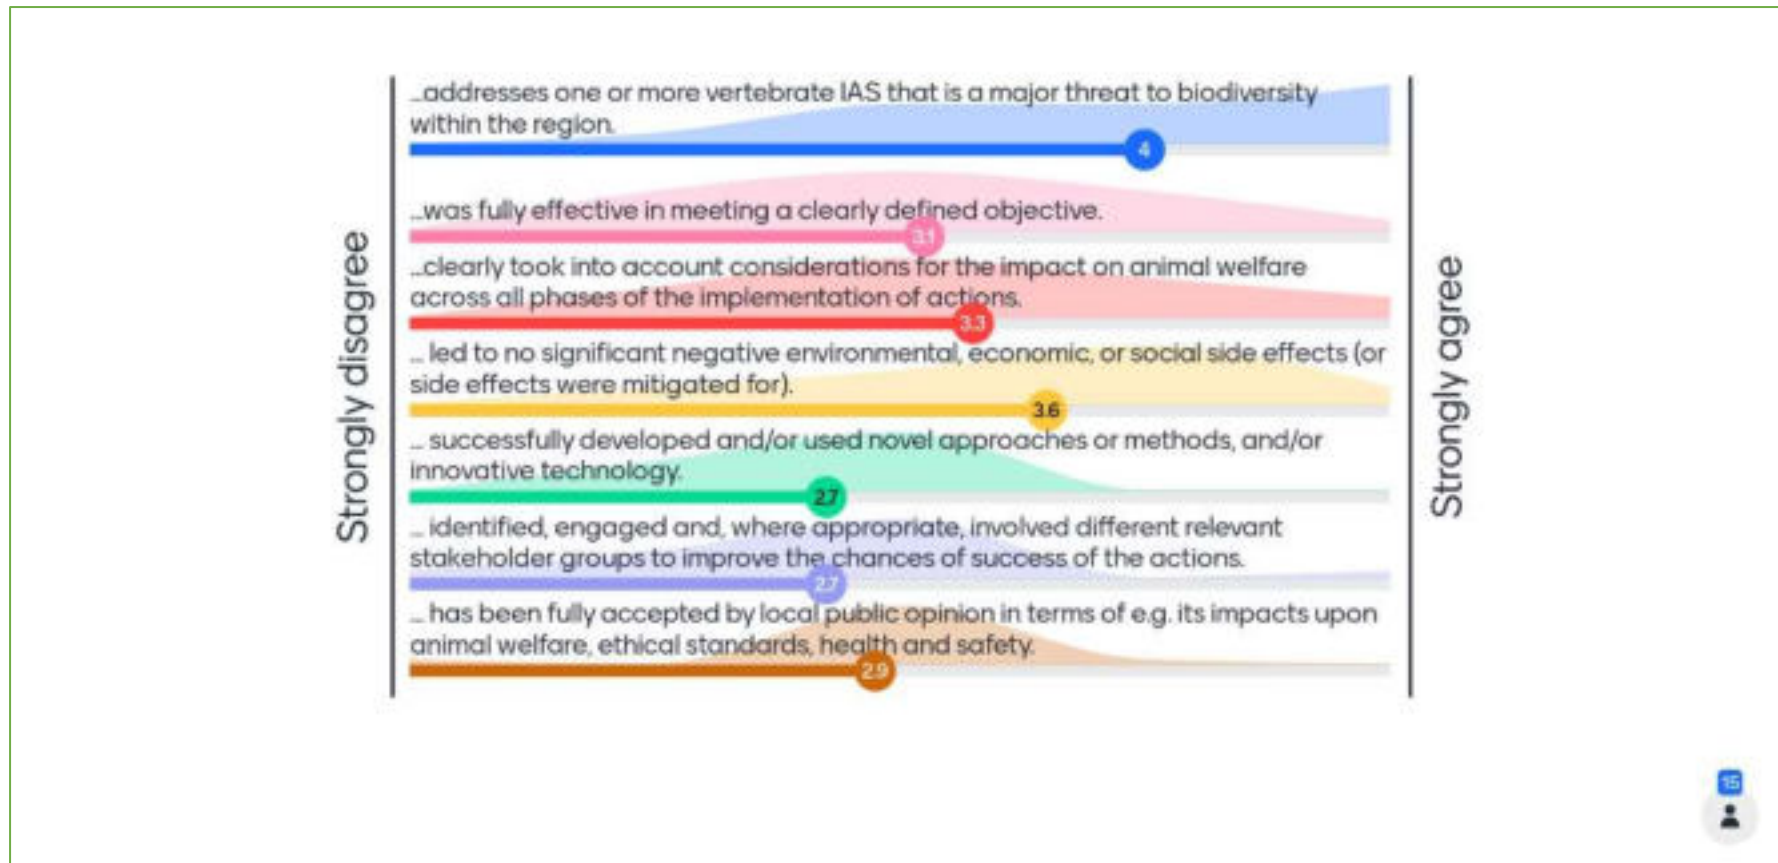 Strongly disagree
...addresses one or more vertebrate IAS that is a major threat to biodiversity
within the region.
4
...was fully effective in meeting a clearly defined objective.
3.1
...clearly took into account considerations for the impact on animal welfare
across all phases of the implementation of actions.
3.3
... led to no significant negative environmental, economic, or social side effects (or
side effects were mitigated for).
3.6
... successfully developed and/or used novel approaches or methods, and/or
innovative technology.
2.7
... identified, engaged and, where appropriate, involved different relevant
stakeholder groups to improve the chances of success of the actions.
2.7
... has been fully accepted by local public opinion in terms of e.g. its impacts upon
animal welfare, ethical standards, health and safety.
2.9
Strongly agree
15